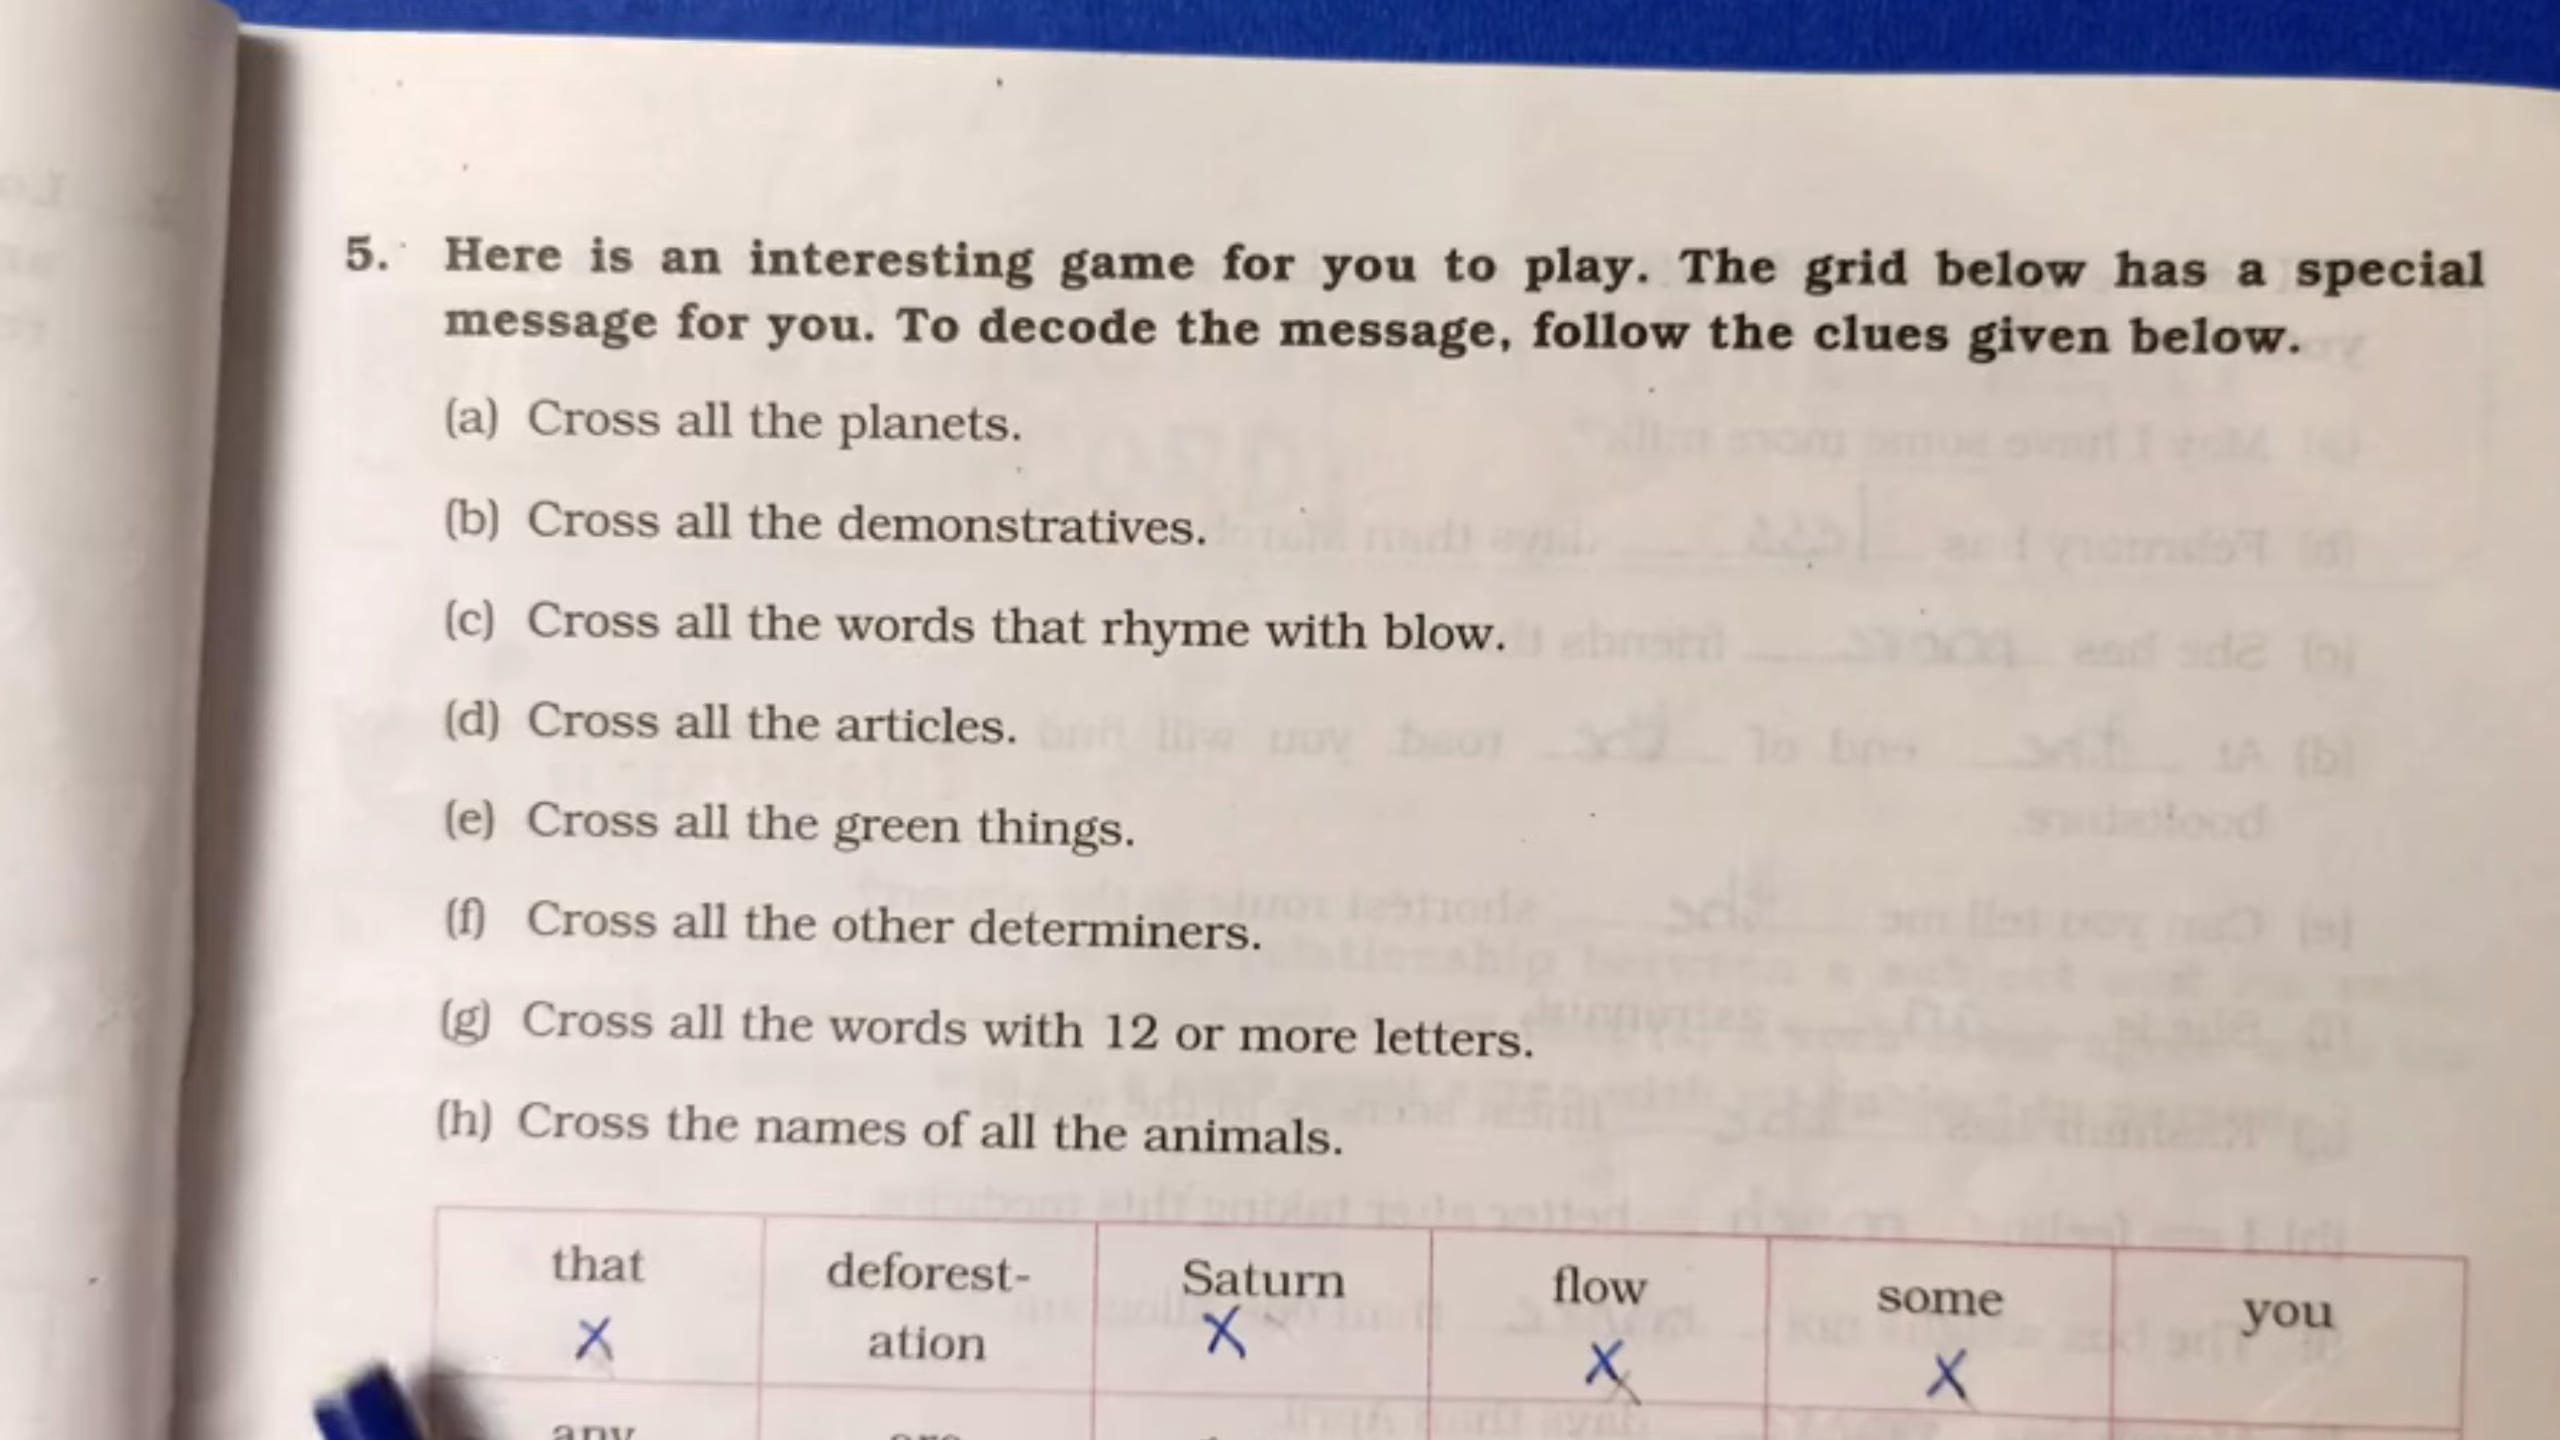 5. Here is an interesting game for you to play. The grid below has a special
message for you. To decode the message, follow the clues given below.
(a) Cross all the planets.
(b) Cross all the demonstratives.
(c) Cross all the words that rhyme with blow.
(d) Cross all the articles.
(e) Cross all the green things.
(f) Cross all the other determiners.
(g) Cross all the words with 12 or more letters.
(h) Cross the names of all the animals.
that deforest- Saturn flow some you
X ation X X X
any are